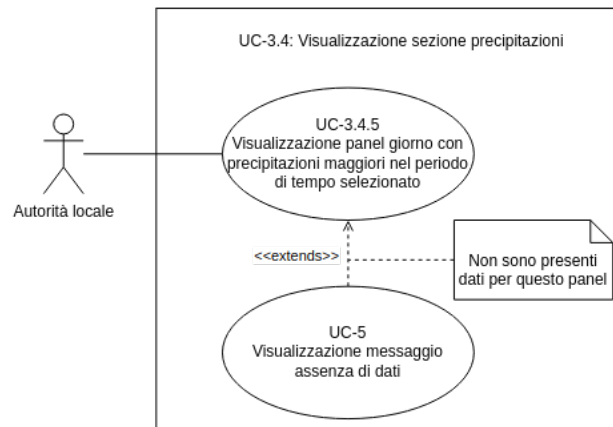 UC-3.4: Visualizzazione sezione precipitazioni
UC-3.4.5
Visualizzazione panel giorno con
precipitazioni maggiori nel periodo
di tempo selezionato
Autorità locale
<<extends>>
Non sono presenti
dati per questo panel
UC-5
Visualizzazione messaggio
assenza di dati